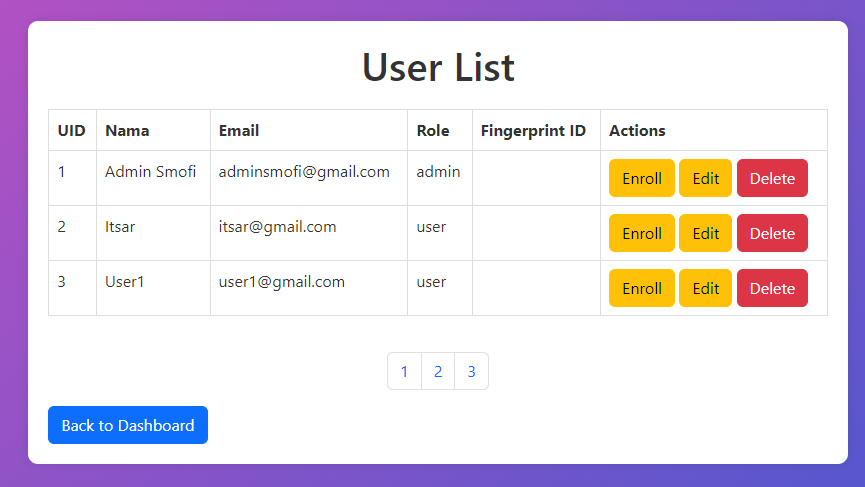 User List
UID Nama Email Role Fingerprint ID Actions
1 Admin Smofi adminsmofi@gmail.com admin Enroll Edit Delete
2 Itsar itsar@gmail.com user Enroll Edit Delete
3 User1 user1@gmail.com user Enroll Edit Delete
1 2 3
Back to Dashboard